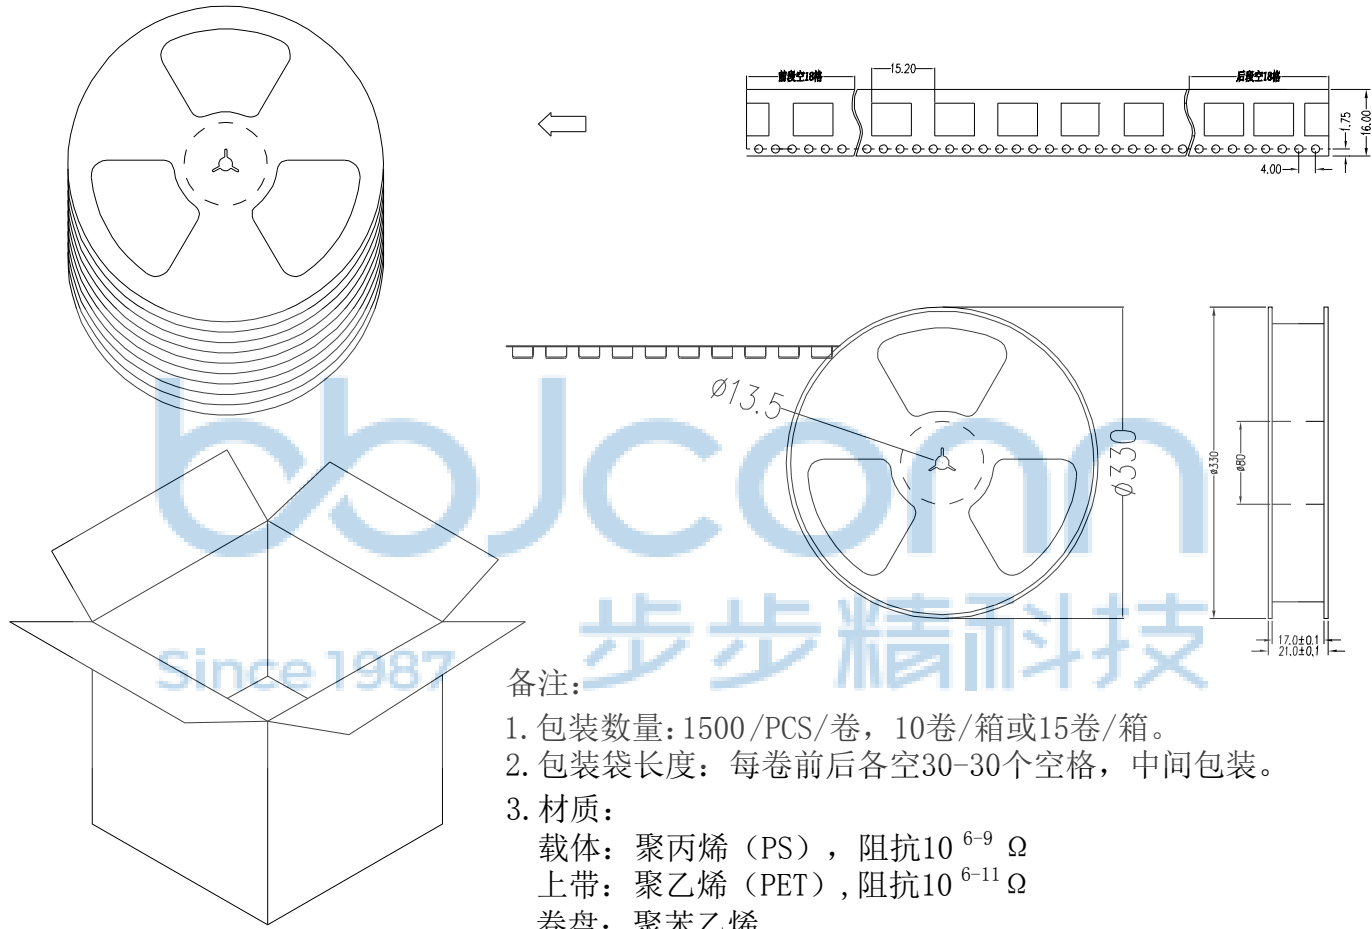 前段空18格
15.20
后段空18格
1.75
16.00
4.00
ø13.5
ø330
ø330
ø80
17.0±0.1
21.0±0.1
bbJconn
步步精科技
Since 1987
备注：
1.包装数量：1500/PCS/卷，10卷/箱或15卷/箱。
2.包装袋长度：每卷前后各空30-30个空格，中间包装。
3.材质：
载体：聚丙烯（PS），阻抗10 6-9 Ω
上带：聚乙烯（PET）,阻抗10 6-11 Ω
卷盘：聚苯乙烯